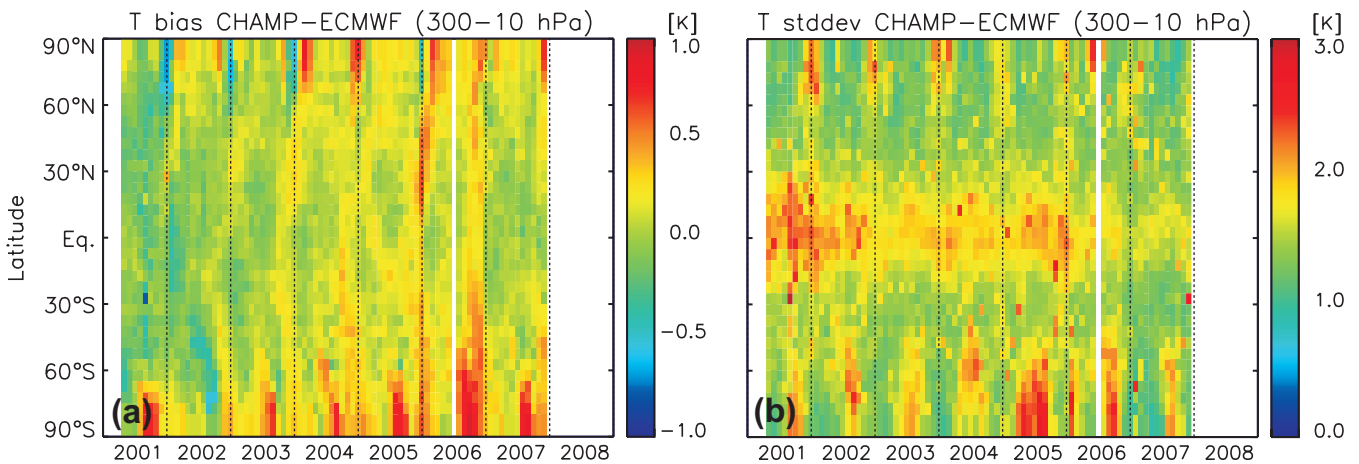 T bias CHAMP−ECMWF (300−10 hPa) [K]
90°N
60°N
30°N
Eq.
30°S
60°S
90°S
Latitude
(a)
2001 2002 2003 2004 2005 2006 2007 2008
1.0
0.5
0.0
−0.5
−1.0
T stddev CHAMP−ECMWF (300−10 hPa) [K]
(b)
2001 2002 2003 2004 2005 2006 2007 2008
3.0
2.0
1.0
0.0